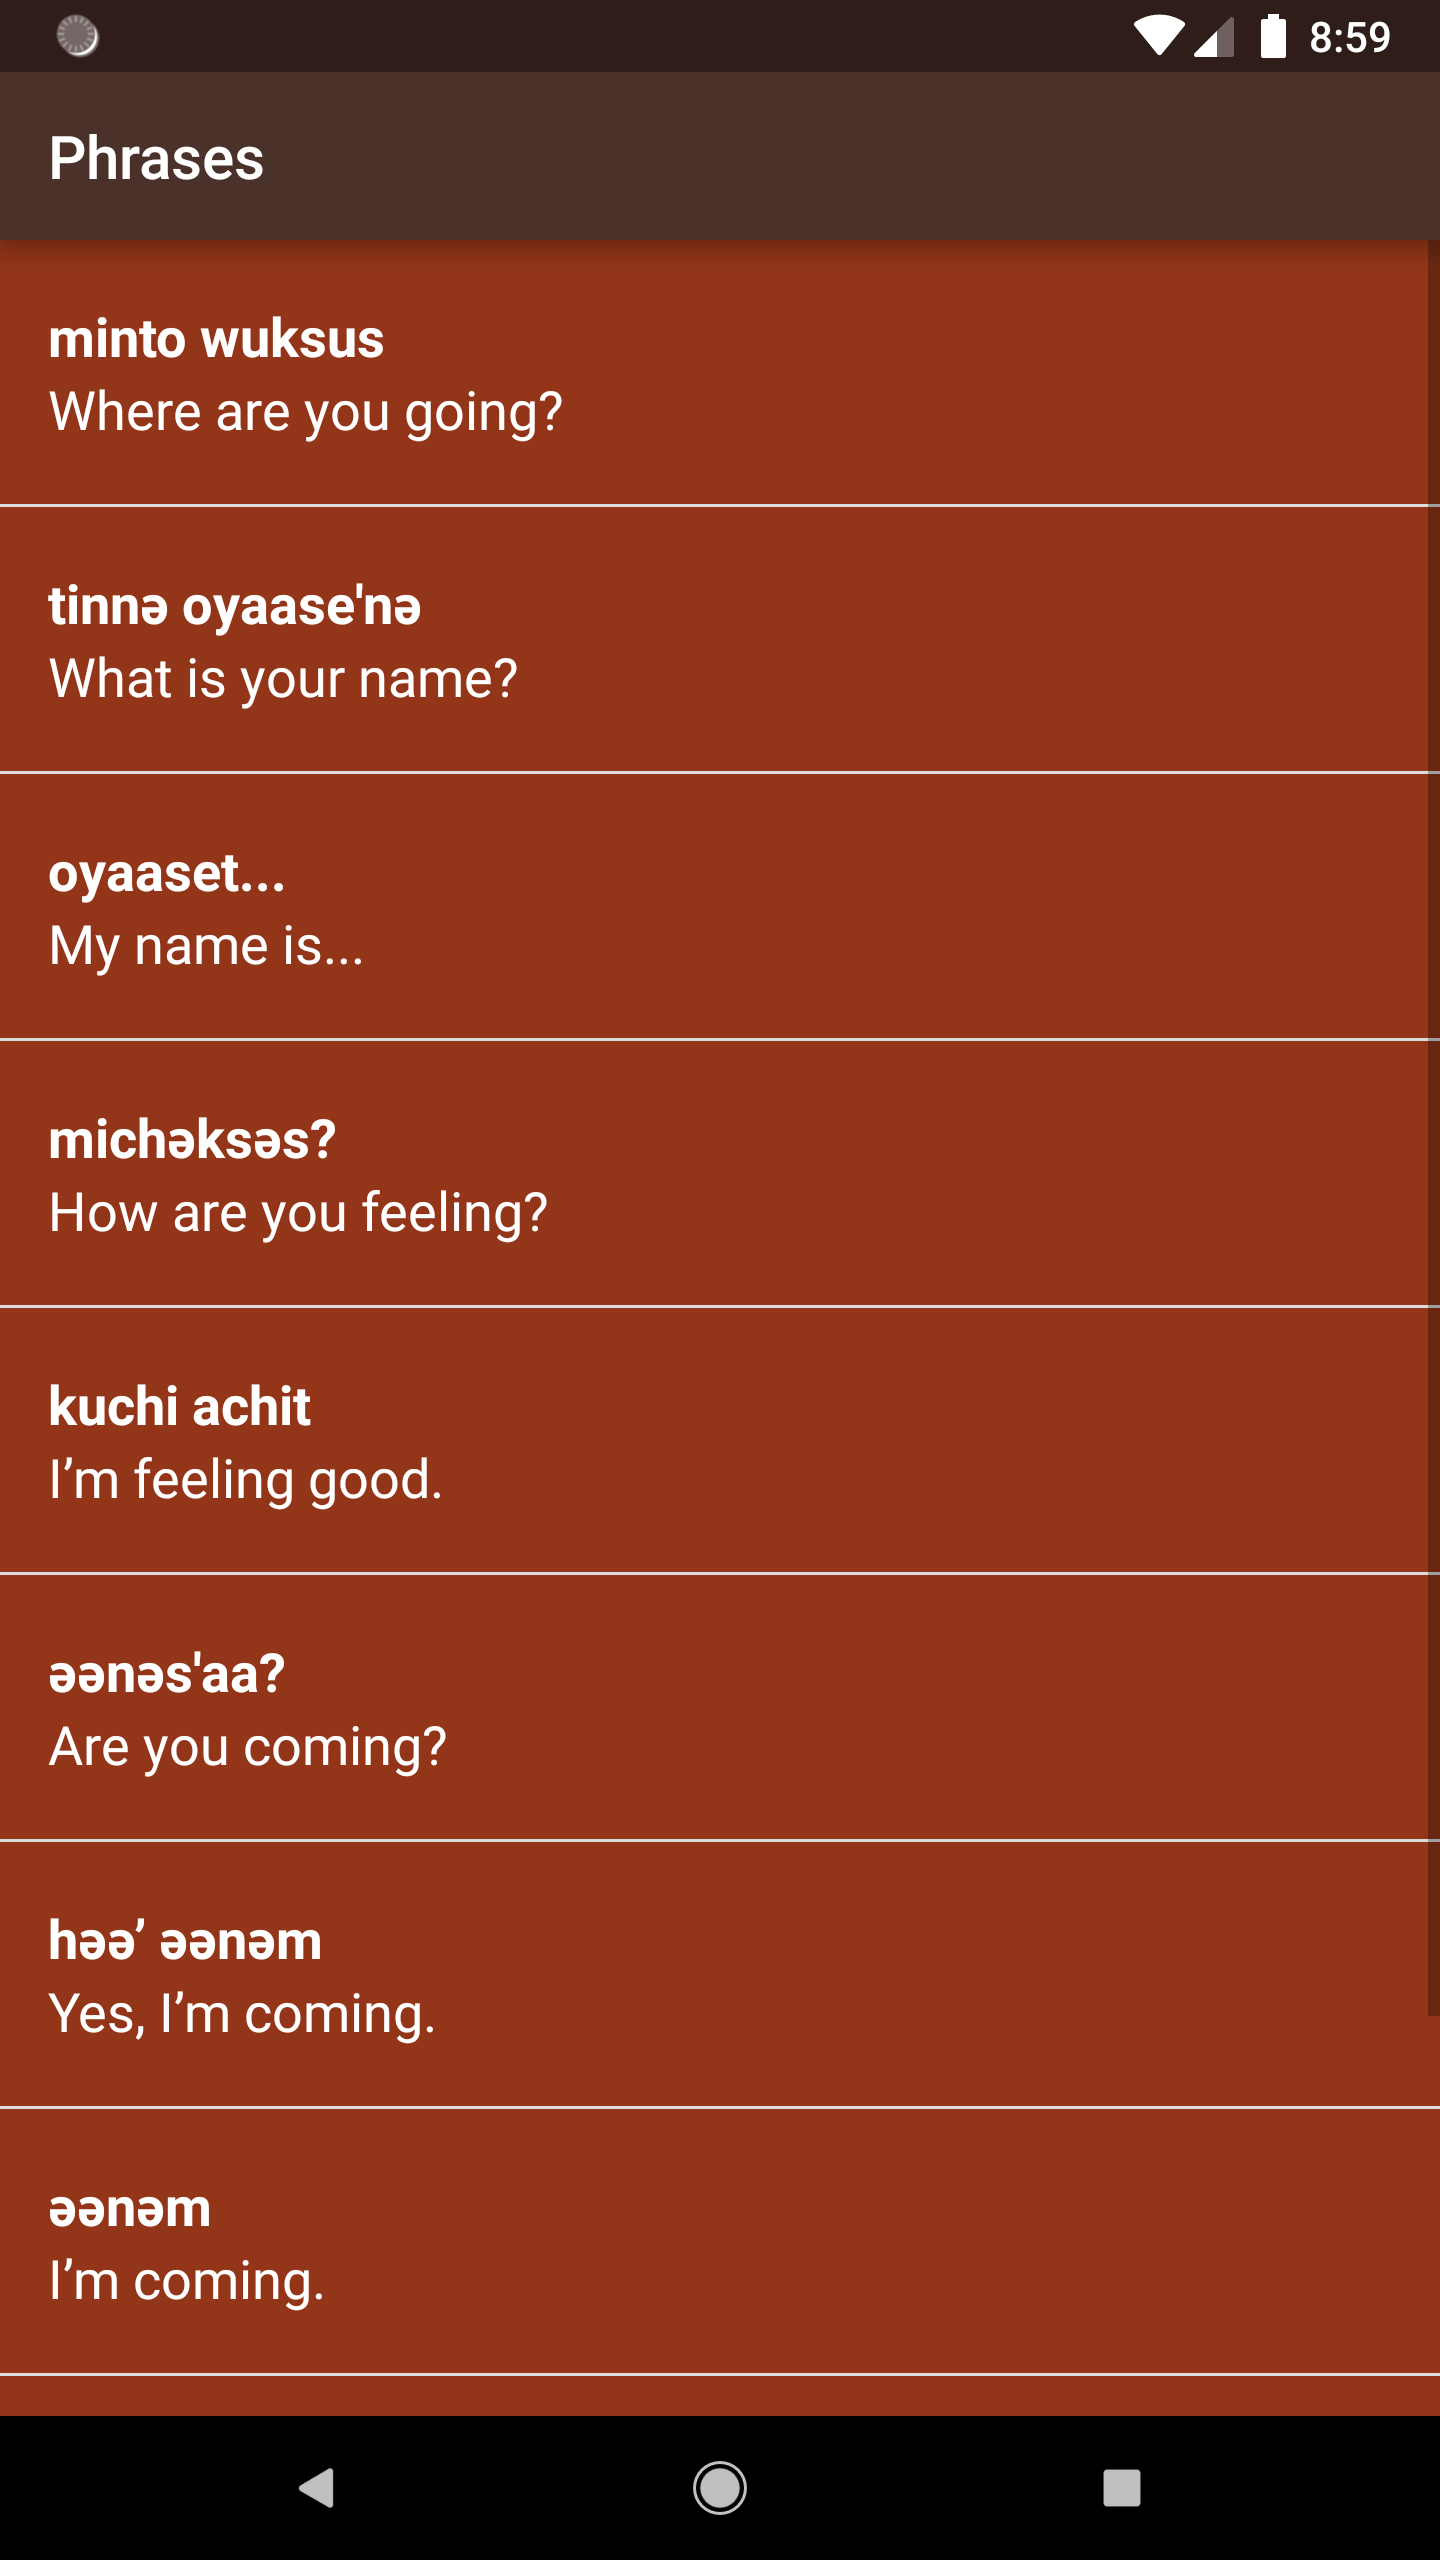 8:59
Phrases
minto wuksus
Where are you going?
tinnə oyaase'nə
What is your name?
oyaaset...
My name is...
michəksəs?
How are you feeling?
kuchi achit
I’m feeling good.
əənəs'aa?
Are you coming?
həə’ əənəm
Yes, I’m coming.
əənəm
I’m coming.